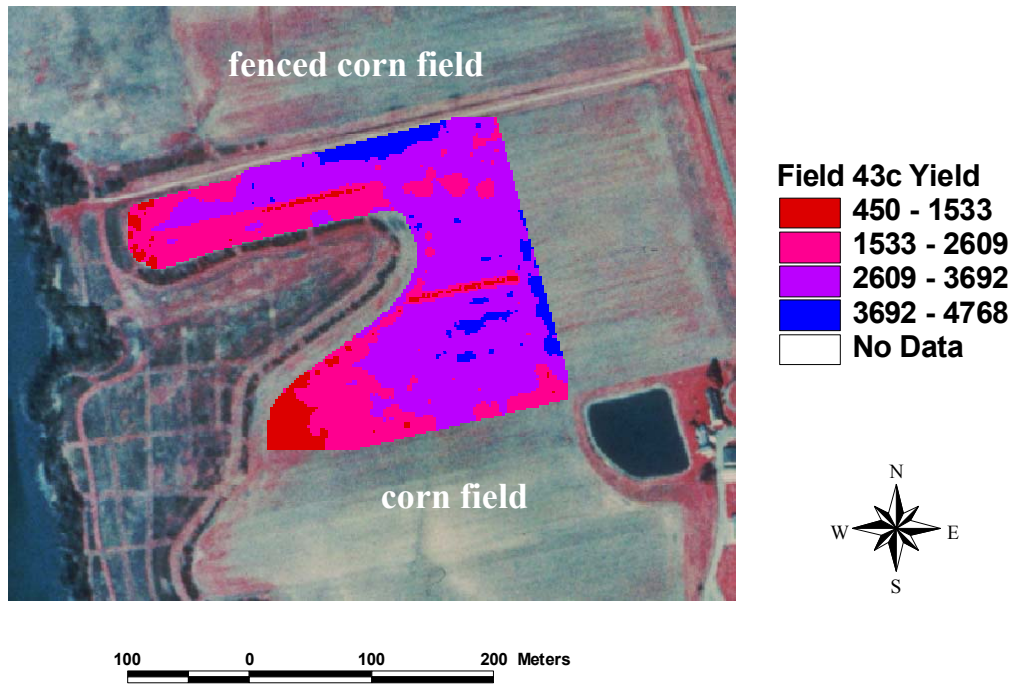 fenced corn field
corn field
Field 43c Yield
450 - 1533
1533 - 2609
2609 - 3692
3692 - 4768
No Data
N
W E
S
100 0 100 200 Meters